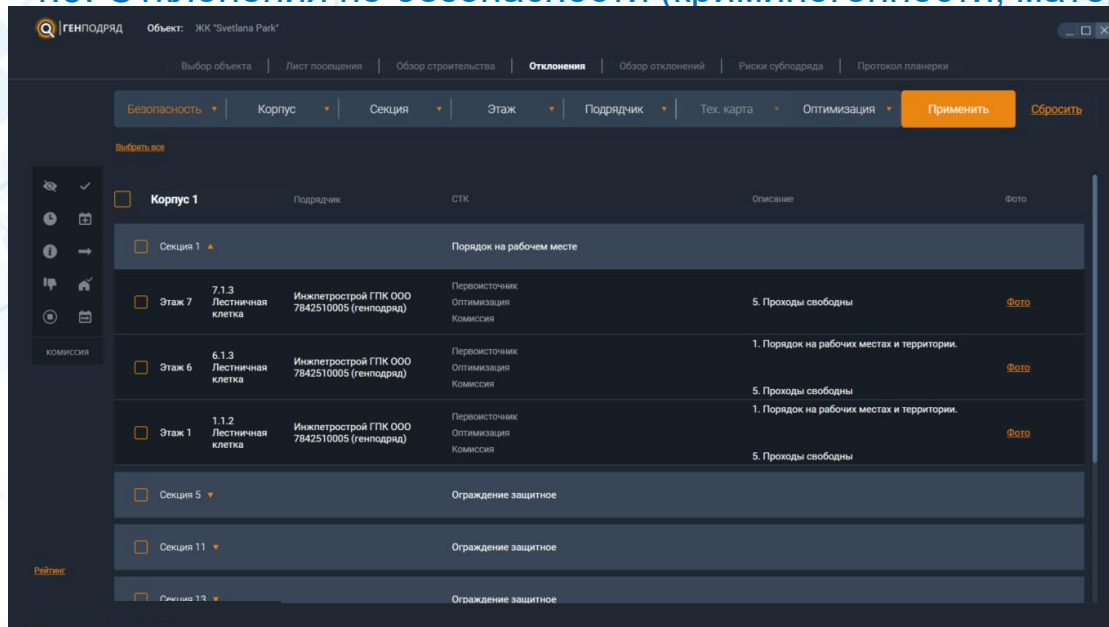 ГЕНПОДРЯД Объект: ЖК "Svetlana Park"
Выбор объекта Лист посещения Обзор строительства Отклонения Обзор отклонений Риски субподряда Протокол планерки
Безопасность Корпус Секция Этаж Подрядчик Тех. карта Оптимизация Применить Сбросить
Выбрать все
Корпус 1 Подрядчик СТК Описание Фото
Секция 1 Порядок на рабочем месте
Этаж 7
7.1.3
Лестничная
клетка
Инжпетрострой ГПК ООО
7842510005 (генподряд)
Первоисточник
Оптимизация
Комиссия
5. Проходы свободны
Фото
Этаж 6
6.1.3
Лестничная
клетка
Инжпетрострой ГПК ООО
7842510005 (генподряд)
Первоисточник
Оптимизация
Комиссия
1. Порядок на рабочих местах и территории.
5. Проходы свободны
Фото
Этаж 1
1.1.2
Лестничная
клетка
Инжпетрострой ГПК ООО
7842510005 (генподряд)
Первоисточник
Оптимизация
Комиссия
1. Порядок на рабочих местах и территории.
5. Проходы свободны
Фото
Секция 5 Ограждение защитное
Секция 11 Ограждение защитное
Секция 13 Ограждение защитное
комиссия
Рейтинг